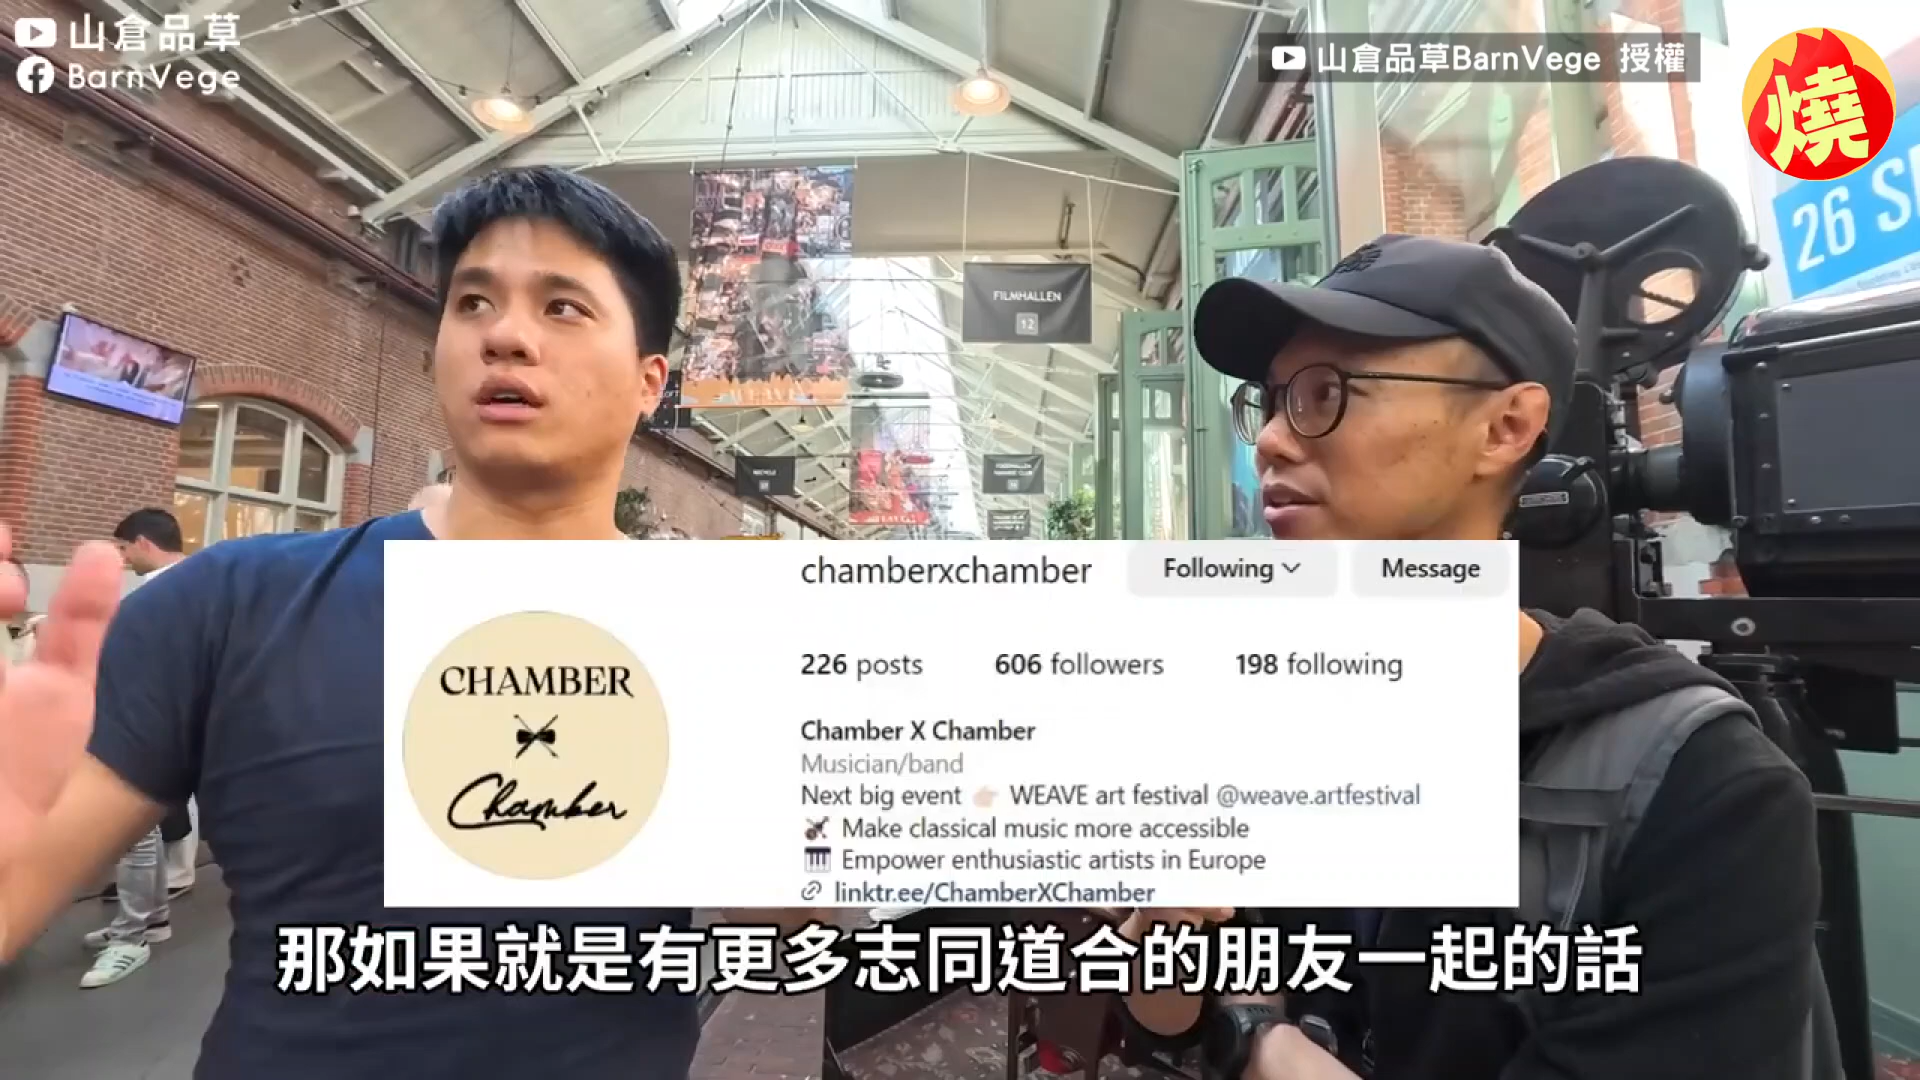 山倉品草
BarnVege
山倉品草BarnVege 授權
燒
26 S
FILMHALLEN
12
chamberxchamber
Following
Message
226 posts
606 followers
198 following
CHAMBER
Chamber
Chamber X Chamber
Musician/band
Next big event 👉🏻 WEAVE art festival @weave.artfestival
🎻 Make classical music more accessible
🎹 Empower enthusiastic artists in Europe
linktr.ee/ChamberXChamber
那如果就是有更多志同道合的朋友一起的話